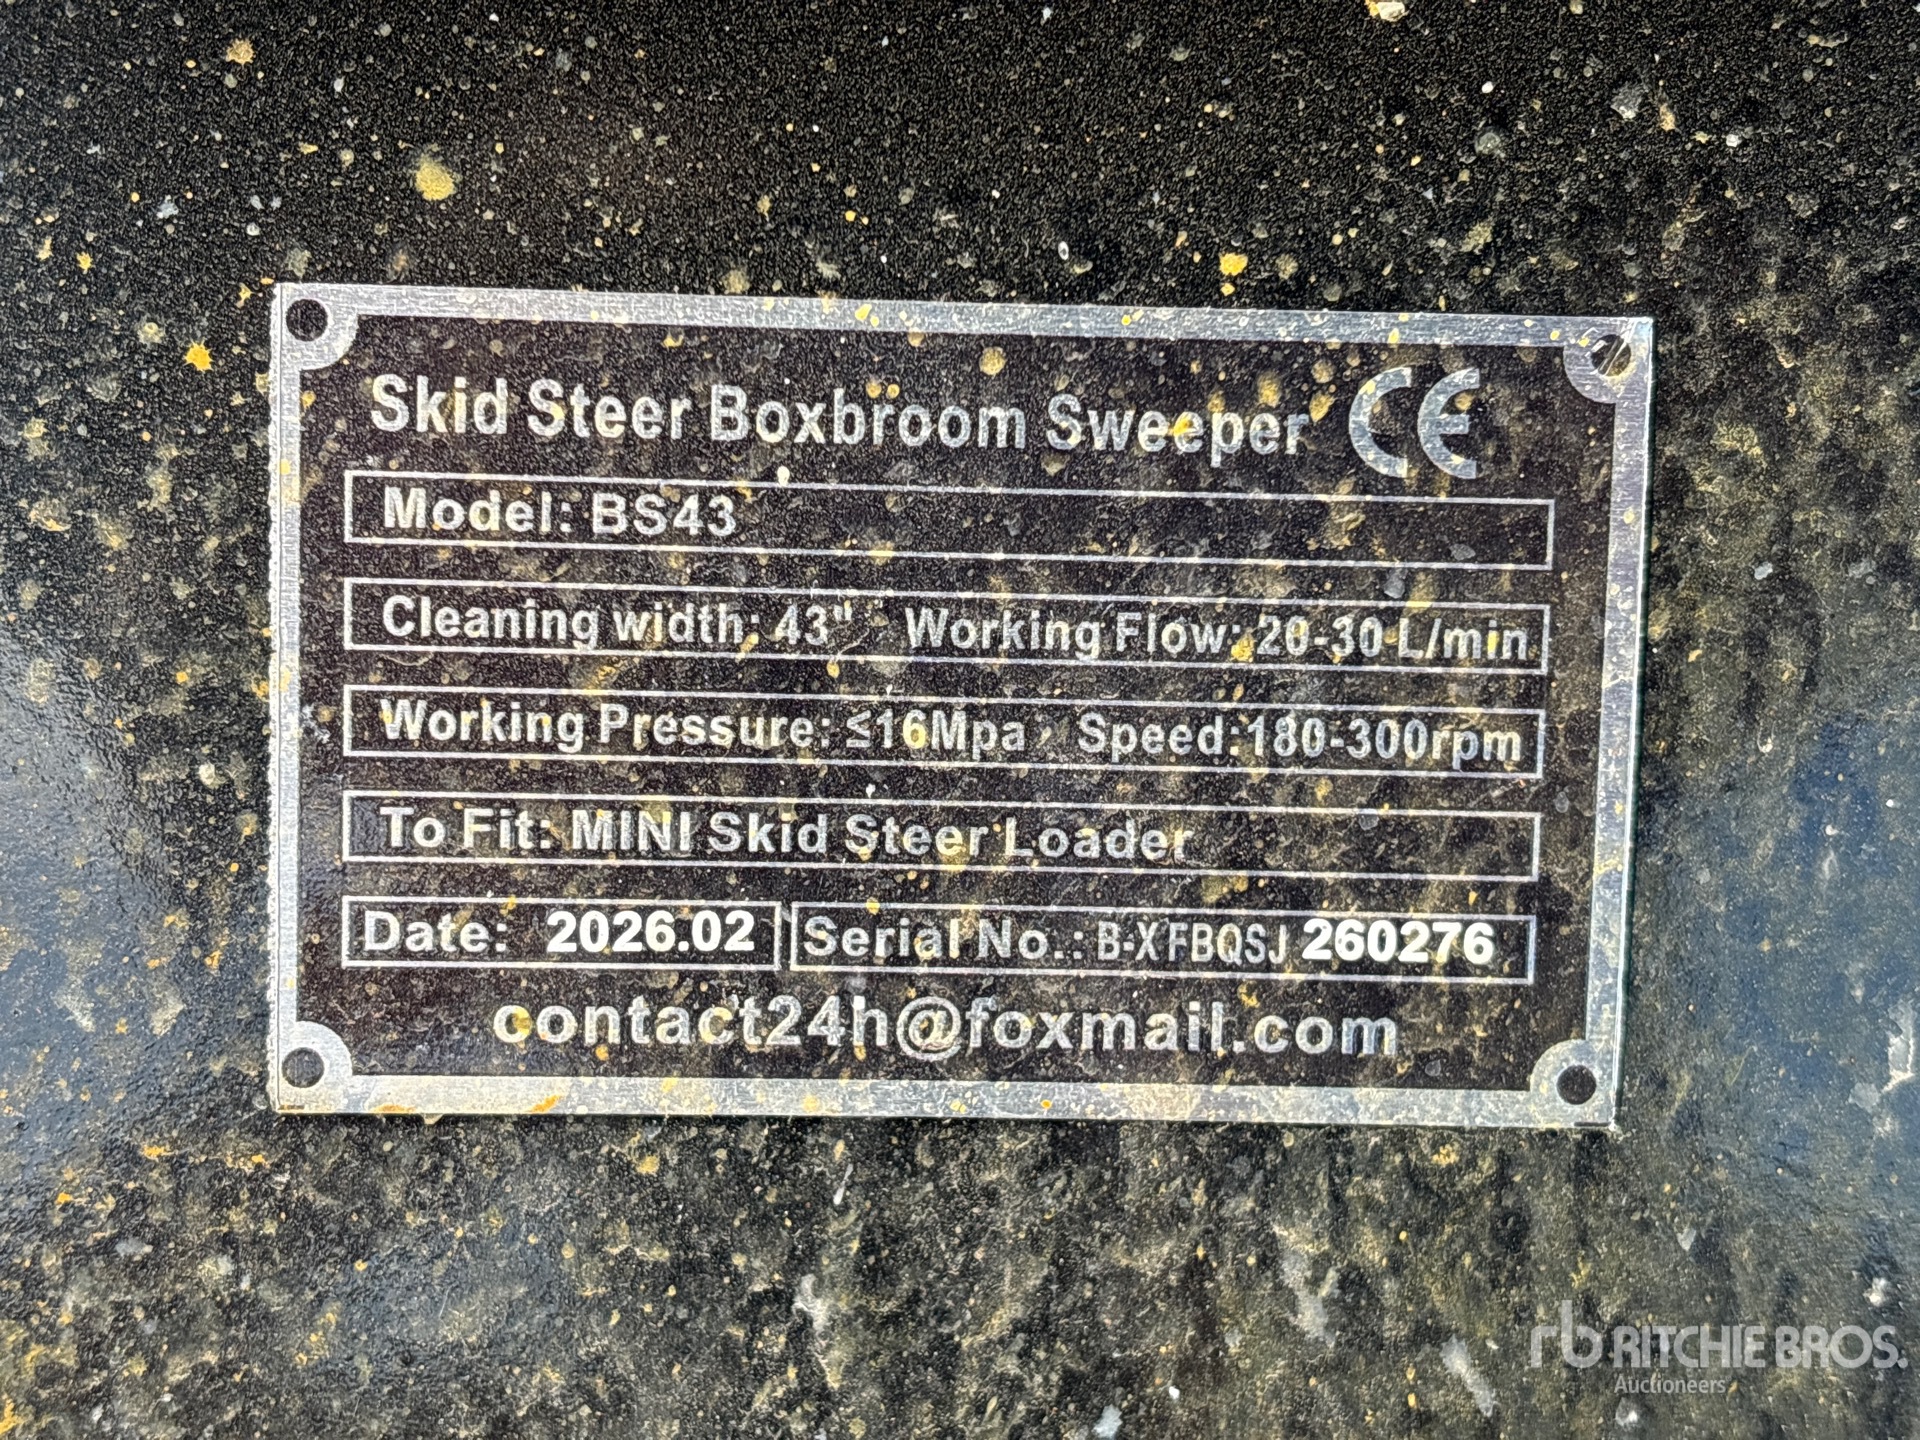 Skid Steer Boxbroom Sweeper CE
Model: BS43
Cleaning width: 43" Working Flow: 20-30 L/min
Working Pressure: ≤16Mpa Speed:180-300rpm
To Fit: MINI Skid Steer Loader
Date: 2026.02 Serial No.: B-XFBQSJ 260276
contact24h@foxmail.com
rb RITCHIE BROS.
Auctioneers